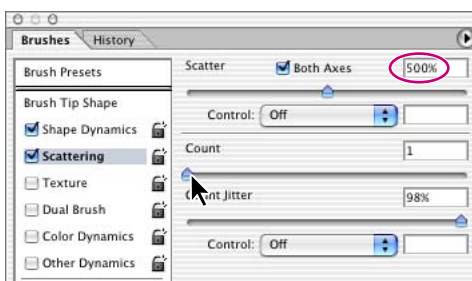 Brushes History
Brush Presets
Brush Tip Shape
Shape Dynamics
Scattering
Texture
Dual Brush
Color Dynamics
Other Dynamics
Scatter Both Axes 500%
Control: Off
Count 1
Jitter 98%
Control: Off